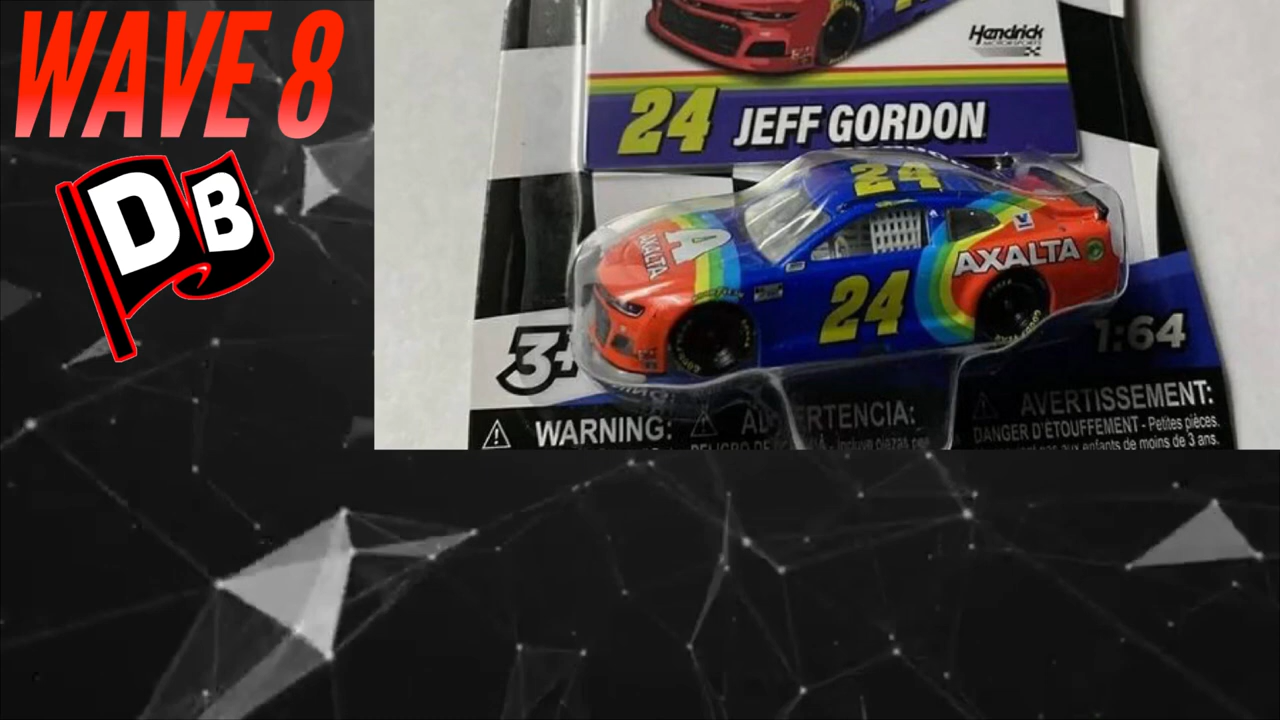 WAVE 8
DB
Hendrick
MOTORSPORTS
24 JEFF GORDON
24
AXALTA
24
AXALTA
1:64
3+
WARNING:
ADVERTENCIA:
AVERTISSEMENT:
DANGER D'ÉTOUFFEMENT - Petites pièces.